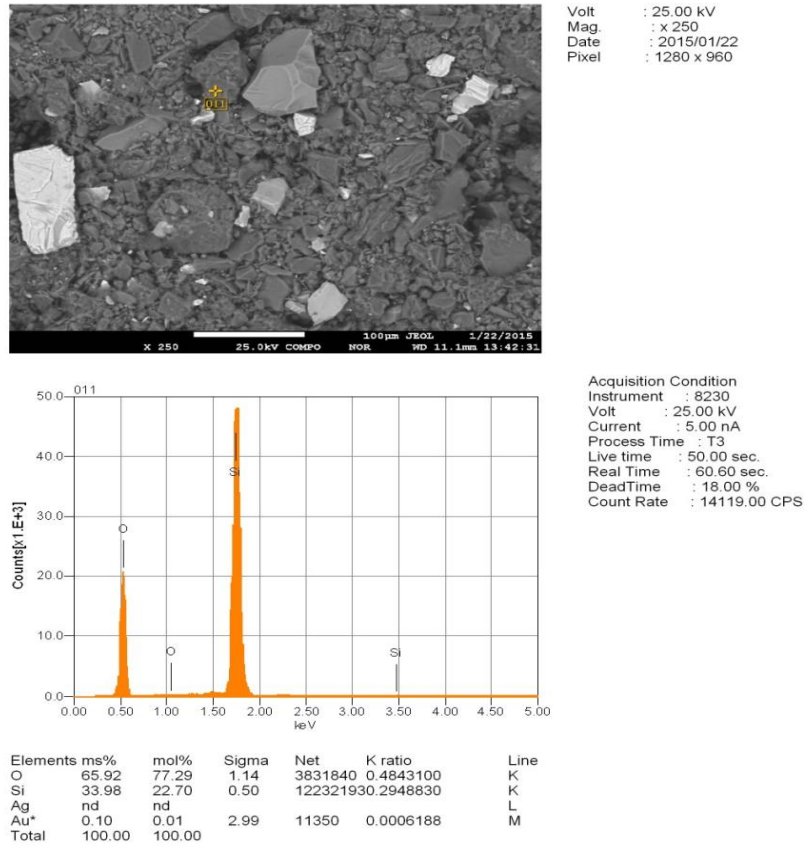 Volt : 25.00 kV
Mag. : x 250
Date : 2015/01/22
Pixel : 1280 x 960
011
100µm JEOL 1/22/2015
X 250 25.0kV COMPO NOR WD 11.1mm 13:42:31
Acquisition Condition
Instrument : 8230
Volt : 25.00 kV
Current : 5.00 nA
Process Time : T3
Live time : 50.00 sec.
Real Time : 60.60 sec.
DeadTime : 18.00 %
Count Rate : 14119.00 CPS
011
50.0
40.0
30.0
20.0
10.0
0.0
Counts[x1.E+3]
Si
O
O
Si
0.00 0.50 1.00 1.50 2.00 2.50 3.00 3.50 4.00 4.50 5.00
keV
Elements ms% mol% Sigma Net K ratio Line
O 65.92 77.29 1.14 3831840 0.4843100 K
Si 33.98 22.70 0.50 122321930.2948830 K
Ag nd nd L
Au* 0.10 0.01 2.99 11350 0.0006188 M
Total 100.00 100.00